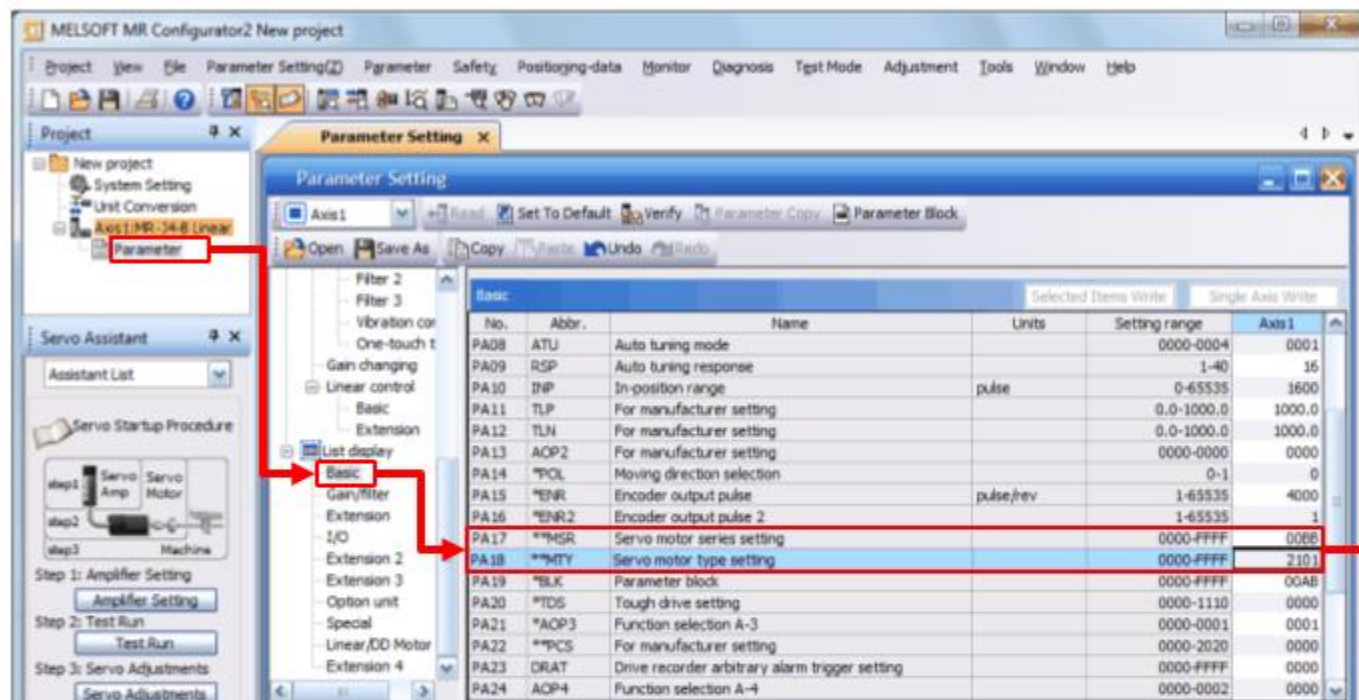 MELSOFT MR Configurator2 New project
Project View File Parameter Setting(Z) Parameter Safety Positioning-data Monitor Diagnosis Test Mode Adjustment Tools Window Help
Project
New project
System Setting
Unit Conversion
Axis1:MR-J4-B Linear
Parameter
Servo Assistant
Assistant List
Servo Startup Procedure
step1 Servo Amp Servo Motor
step2
step3 Machine
Step 1: Amplifier Setting
Amplifier Setting
Step 2: Test Run
Test Run
Step 3: Servo Adjustments
Servo Adjustments
Parameter Setting
Parameter Setting
Axis1 Read Set To Default Verify Parameter Copy Parameter Block
Open Save As Copy Paste Undo Redo
Filter 2
Filter 3
Vibration con
One-touch t
Gain changing
Linear control
Basic
Extension
List display
Basic
Gain/filter
Extension
I/O
Extension 2
Extension 3
Option unit
Special
Linear/DD Motor
Extension 4
Basic Selected Items Write Single Axis Write
No. Abbr. Name Units Setting range Axis1
PA08 ATU Auto tuning mode 0000-0004 0001
PA09 RSP Auto tuning response 1-40 16
PA10 INP In-position range pulse 0-65535 1600
PA11 TLP For manufacturer setting 0.0-1000.0 1000.0
PA12 TLN For manufacturer setting 0.0-1000.0 1000.0
PA13 AOP2 For manufacturer setting 0000-0000 0000
PA14 *POL Moving direction selection 0-1 0
PA15 *ENR Encoder output pulse pulse/rev 1-65535 4000
PA16 *ENR2 Encoder output pulse 2 1-65535 1
PA17 **MSR Servo motor series setting 0000-FFFF 00BB
PA18 **MTY Servo motor type setting 0000-FFFF 2101
PA19 *BLK Parameter block 0000-FFFF 00AB
PA20 *TDS Tough drive setting 0000-1110 0000
PA21 *AOP3 Function selection A-3 0000-0001 0001
PA22 **PCS For manufacturer setting 0000-2020 0000
PA23 DRAT Drive recorder arbitrary alarm trigger setting 0000-FFFF 0000
PA24 AOP4 Function selection A-4 0000-0002 0000